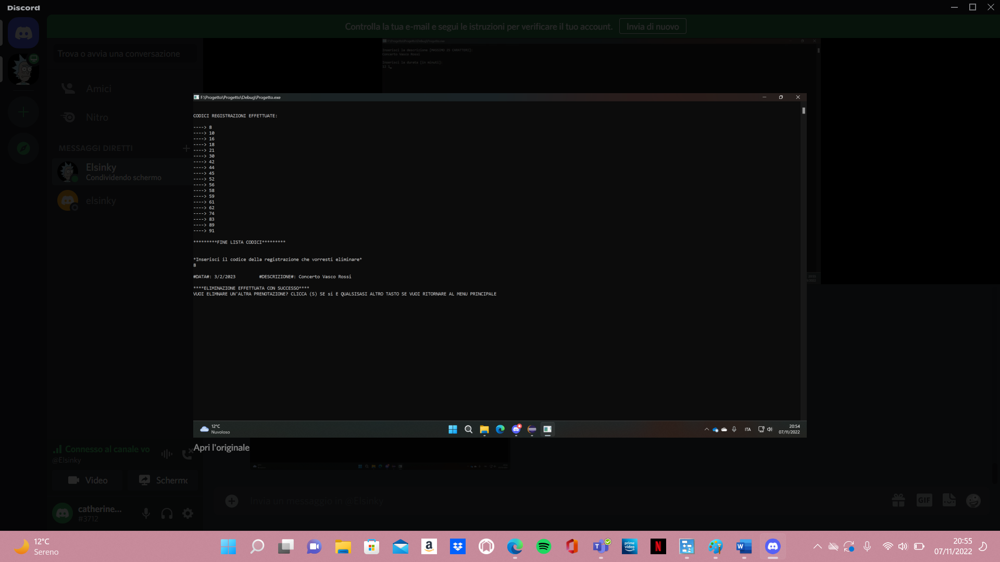 Discord
Controlla la tua e-mail e segui le istruzioni per verificare il tuo account.
Invia di nuovo
Trova o avvia una conversazione
Amici
Nitro
MESSAGGI DIRETTI
Elsinky
Condividendo schermo
elsinky
Inserisci la descrizione [MASSIMO 25 CARATTERI]:
Concerto Vasco Rossi
Inserisci la durata [in minuti]:
F:\Progetto\Progetto\Debug\Progetto.exe
CODICI REGISTRAZIONI EFFETTUATE:
----> 8
----> 10
----> 16
----> 18
----> 21
----> 30
----> 42
----> 44
----> 45
----> 52
----> 56
----> 58
----> 59
----> 61
----> 62
----> 74
----> 83
----> 89
----> 91
*********FINE LISTA CODICI*********
*Inserisci il codice della registrazione che vorresti eliminare*
8
#DATA#: 3/2/2023 #DESCRIZIONE#: Concerto Vasco Rossi
****ELIMINAZIONE EFFETTUATA CON SUCCESSO****
VUOI ELIMNARE UN'ALTRA PRENOTAZIONE? CLICCA (S) SE si E QUALSISASI ALTRO TASTO SE VUOI RITORNARE AL MENU PRINCIPALE
12°C
Nuvoloso
ITA
20:54
07/11/2022
Apri l'originale
Connesso al canale vo
@Elsinky
Video
Schermo
Invia un messaggio in @Elsinky
GIF
catherine...
#3712
12°C
Sereno
a
prime
video
N
T
W
20:55
07/11/2022